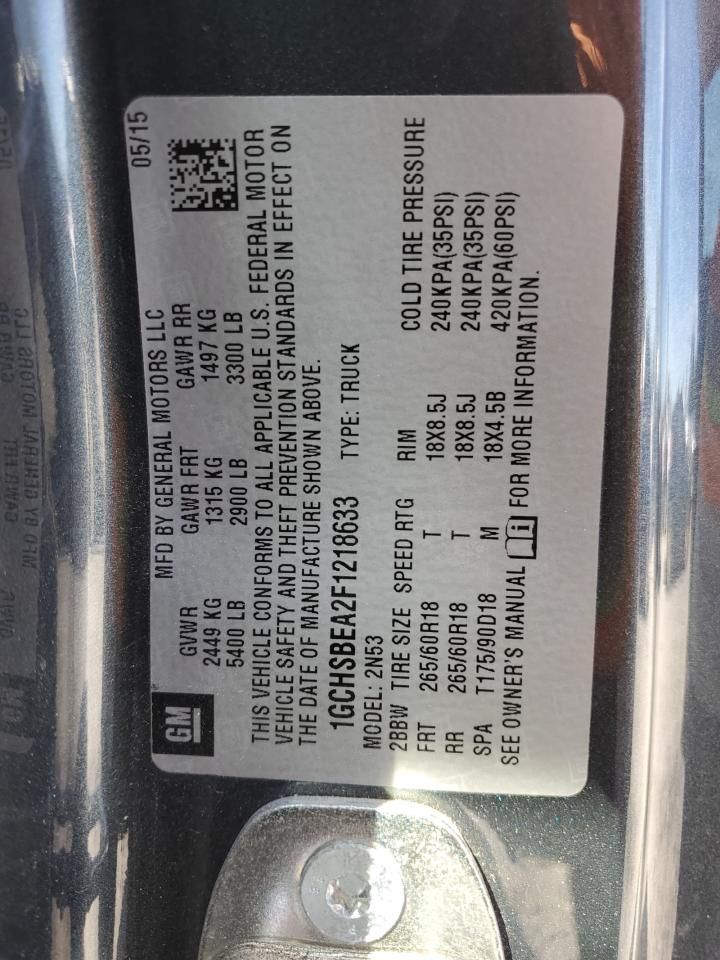 MFD BY GENERAL MOTORS LLC 05/15
GM
GVWR GAWR FRT GAWR RR
2449 KG 1315 KG 1497 KG
5400 LB 2900 LB 3300 LB
THIS VEHICLE CONFORMS TO ALL APPLICABLE U.S. FEDERAL MOTOR
VEHICLE SAFETY AND THEFT PREVENTION STANDARDS IN EFFECT ON
THE DATE OF MANUFACTURE SHOWN ABOVE.
1GCHSBEA2F1218633 TYPE: TRUCK
MODEL: 2N53
2BBW TIRE SIZE SPEED RTG RIM COLD TIRE PRESSURE
FRT 265/60R18 T 18X8.5J 240KPA(35PSI)
RR 265/60R18 T 18X8.5J 240KPA(35PSI)
SPA T175/90D18 M 18X4.5B 420KPA(60PSI)
SEE OWNER'S MANUAL FOR MORE INFORMATION.